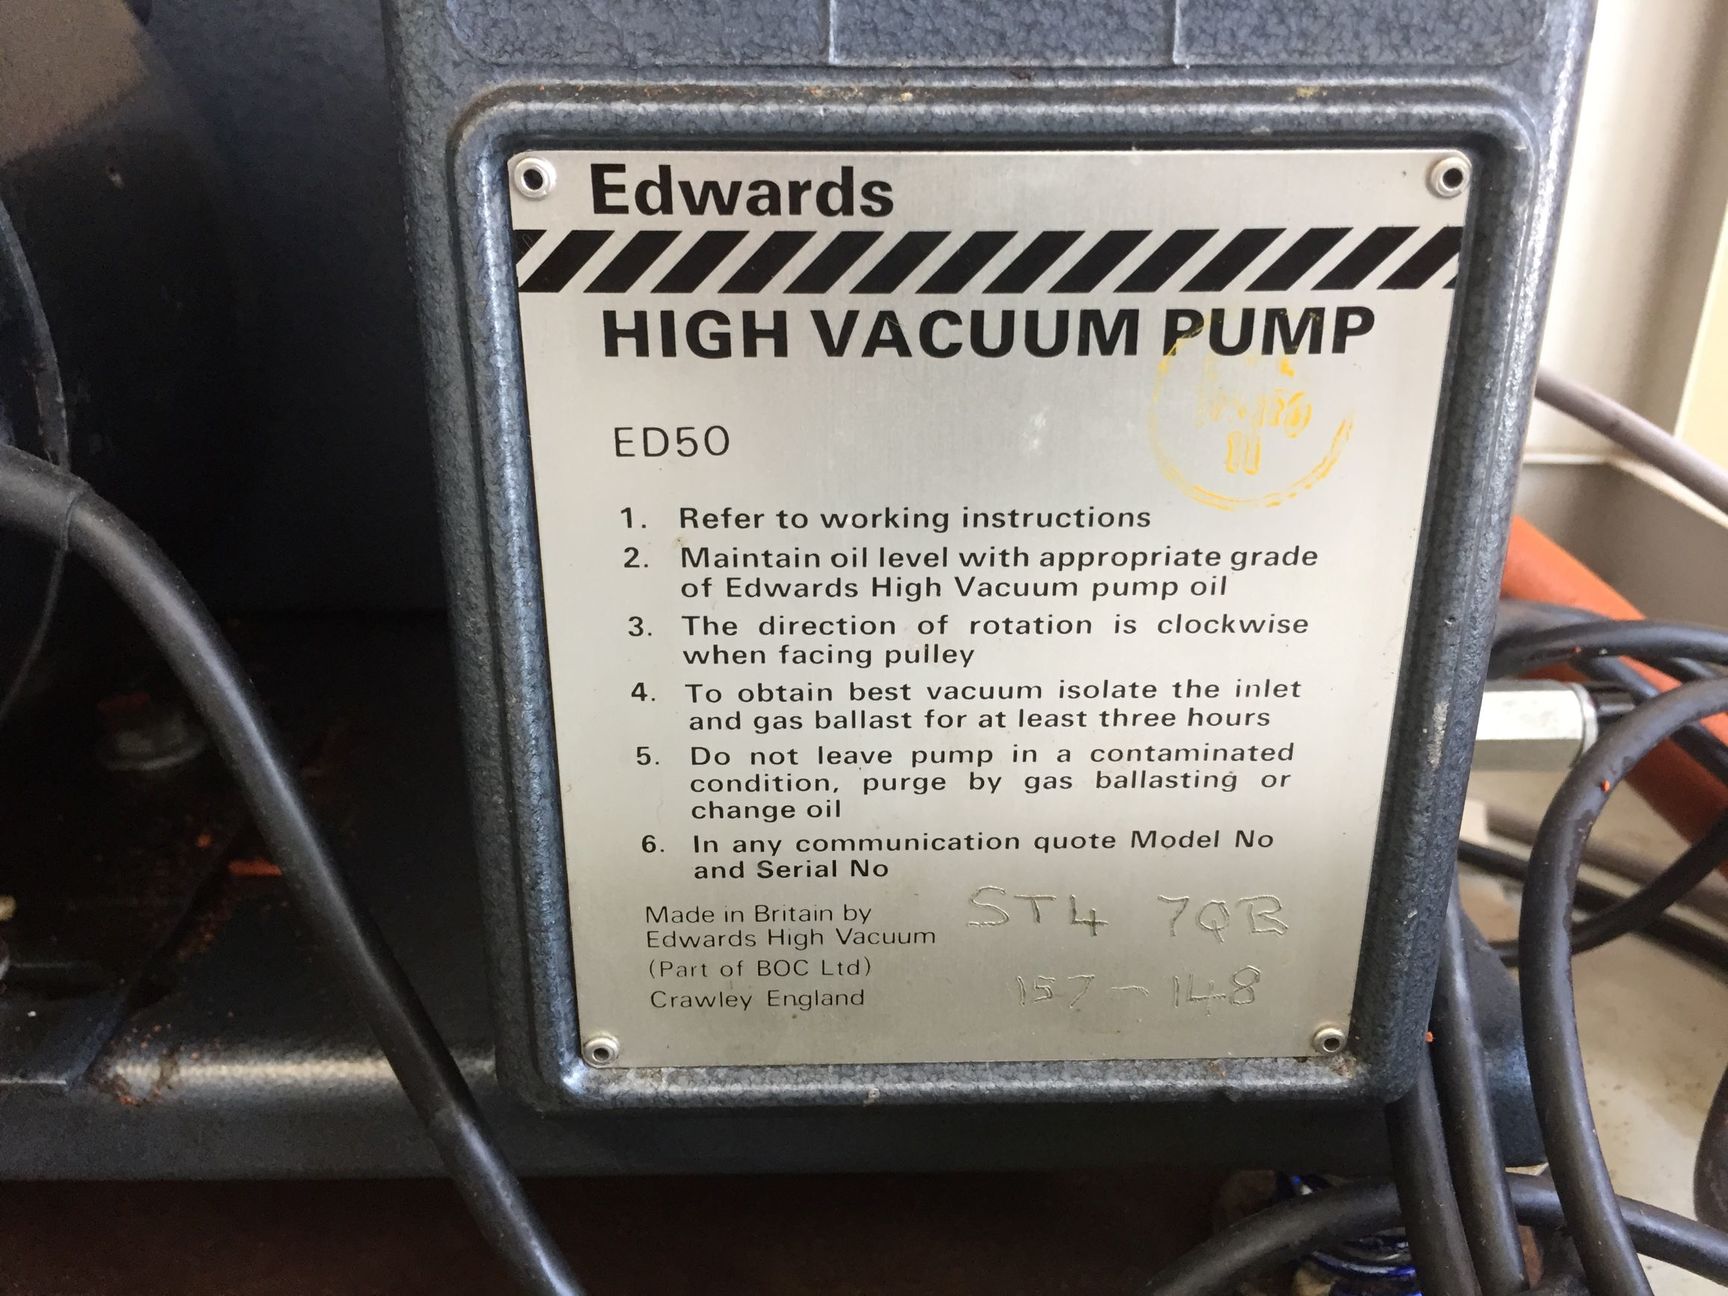 Edwards
HIGH VACUUM PUMP
ED50
1. Refer to working instructions
2. Maintain oil level with appropriate grade
of Edwards High Vacuum pump oil
3. The direction of rotation is clockwise
when facing pulley
4. To obtain best vacuum isolate the inlet
and gas ballast for at least three hours
5. Do not leave pump in a contaminated
condition, purge by gas ballasting or
change oil
6. In any communication quote Model No
and Serial No
Made in Britain by
Edwards High Vacuum
(Part of BOC Ltd)
Crawley England
ST4 7QB
157-148